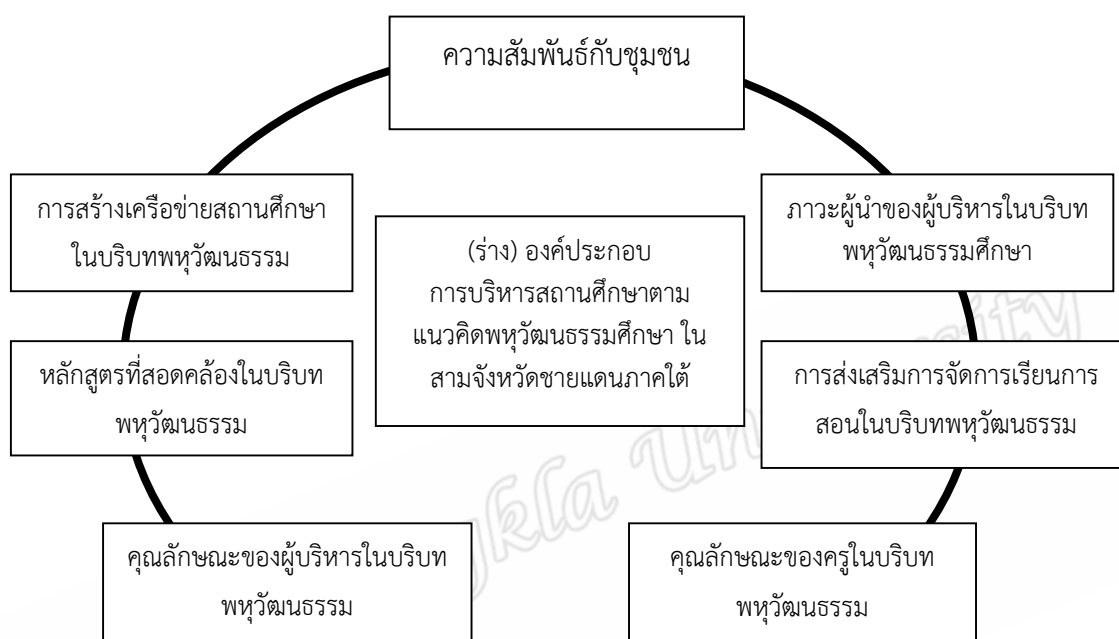 ความสัมพันธ์กับชุมชน
การสร้างเครือข่ายสถานศึกษา
ในบริบทพหุวัฒนธรรม
ภาวะผู้นำของผู้บริหารในบริบท
พหุวัฒนธรรมศึกษา
(ร่าง) องค์ประกอบ
การบริหารสถานศึกษาตาม
แนวคิดพหุวัฒนธรรมศึกษา ใน
สามจังหวัดชายแดนภาคใต้
หลักสูตรที่สอดคล้องในบริบท
พหุวัฒนธรรม
การส่งเสริมการจัดการเรียนการ
สอนในบริบทพหุวัฒนธรรม
คุณลักษณะของผู้บริหารในบริบท
พหุวัฒนธรรม
คุณลักษณะของครูในบริบท
พหุวัฒนธรรม